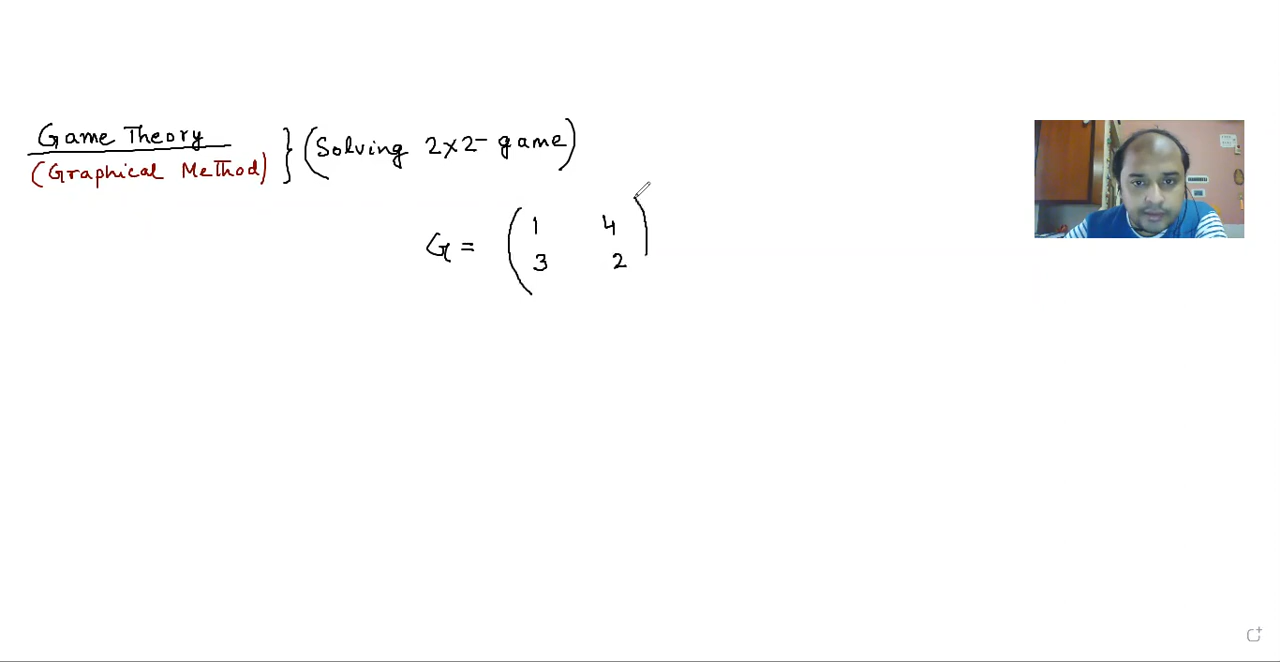 Game Theory
(Graphical Method) } (Solving 2x2- game)
G = ( 1 4 )
3 2